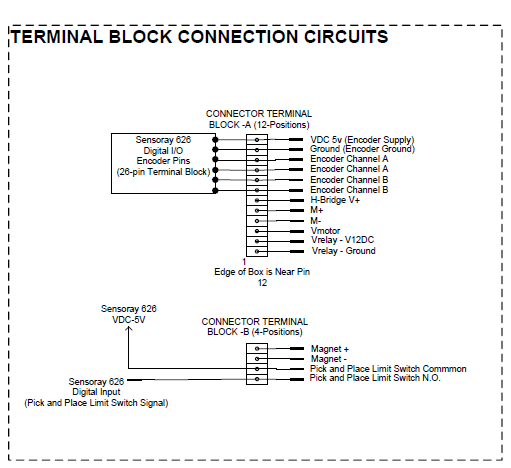 TERMINAL BLOCK CONNECTION CIRCUITS
CONNECTOR TERMINAL
BLOCK -A (12-Positions)
Sensoray 626
Digital I/O
Encoder Pins
(26-pin Terminal Block)
VDC 5v (Encoder Supply)
Ground (Encoder Ground)
Encoder Channel A
Encoder Channel A
Encoder Channel B
Encoder Channel B
H-Bridge V+
M+
M-
Vmotor
Vrelay - V12DC
Vrelay - Ground
1
Edge of Box is Near Pin
12
Sensoray 626
VDC-5V
CONNECTOR TERMINAL
BLOCK -B (4-Positions)
Magnet +
Magnet -
Pick and Place Limit Switch Commmon
Pick and Place Limit Switch N.O.
Sensoray 626
Digital Input
(Pick and Place Limit Switch Signal)